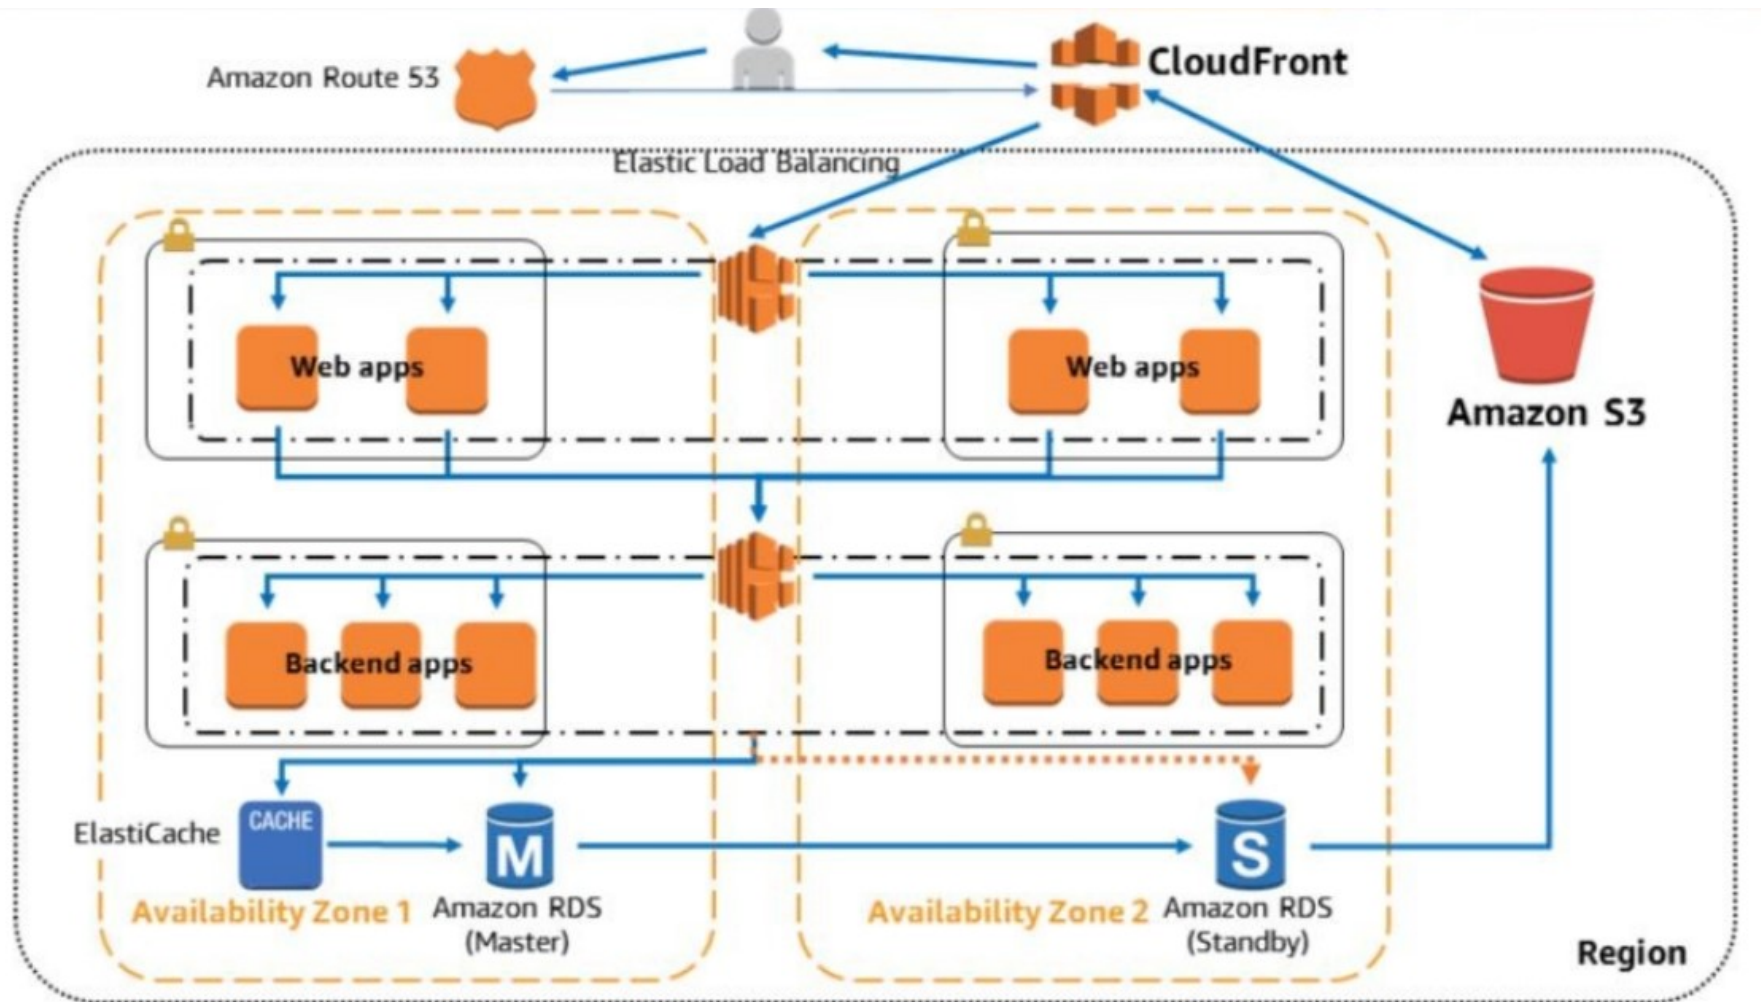 Amazon Route 53
CloudFront
Elastic Load Balancing
Web apps
Web apps
Amazon S3
Backend apps
Backend apps
ElastiCache
CACHE
M
S
Availability Zone 1
Amazon RDS
(Master)
Availability Zone 2
Amazon RDS
(Standby)
Region